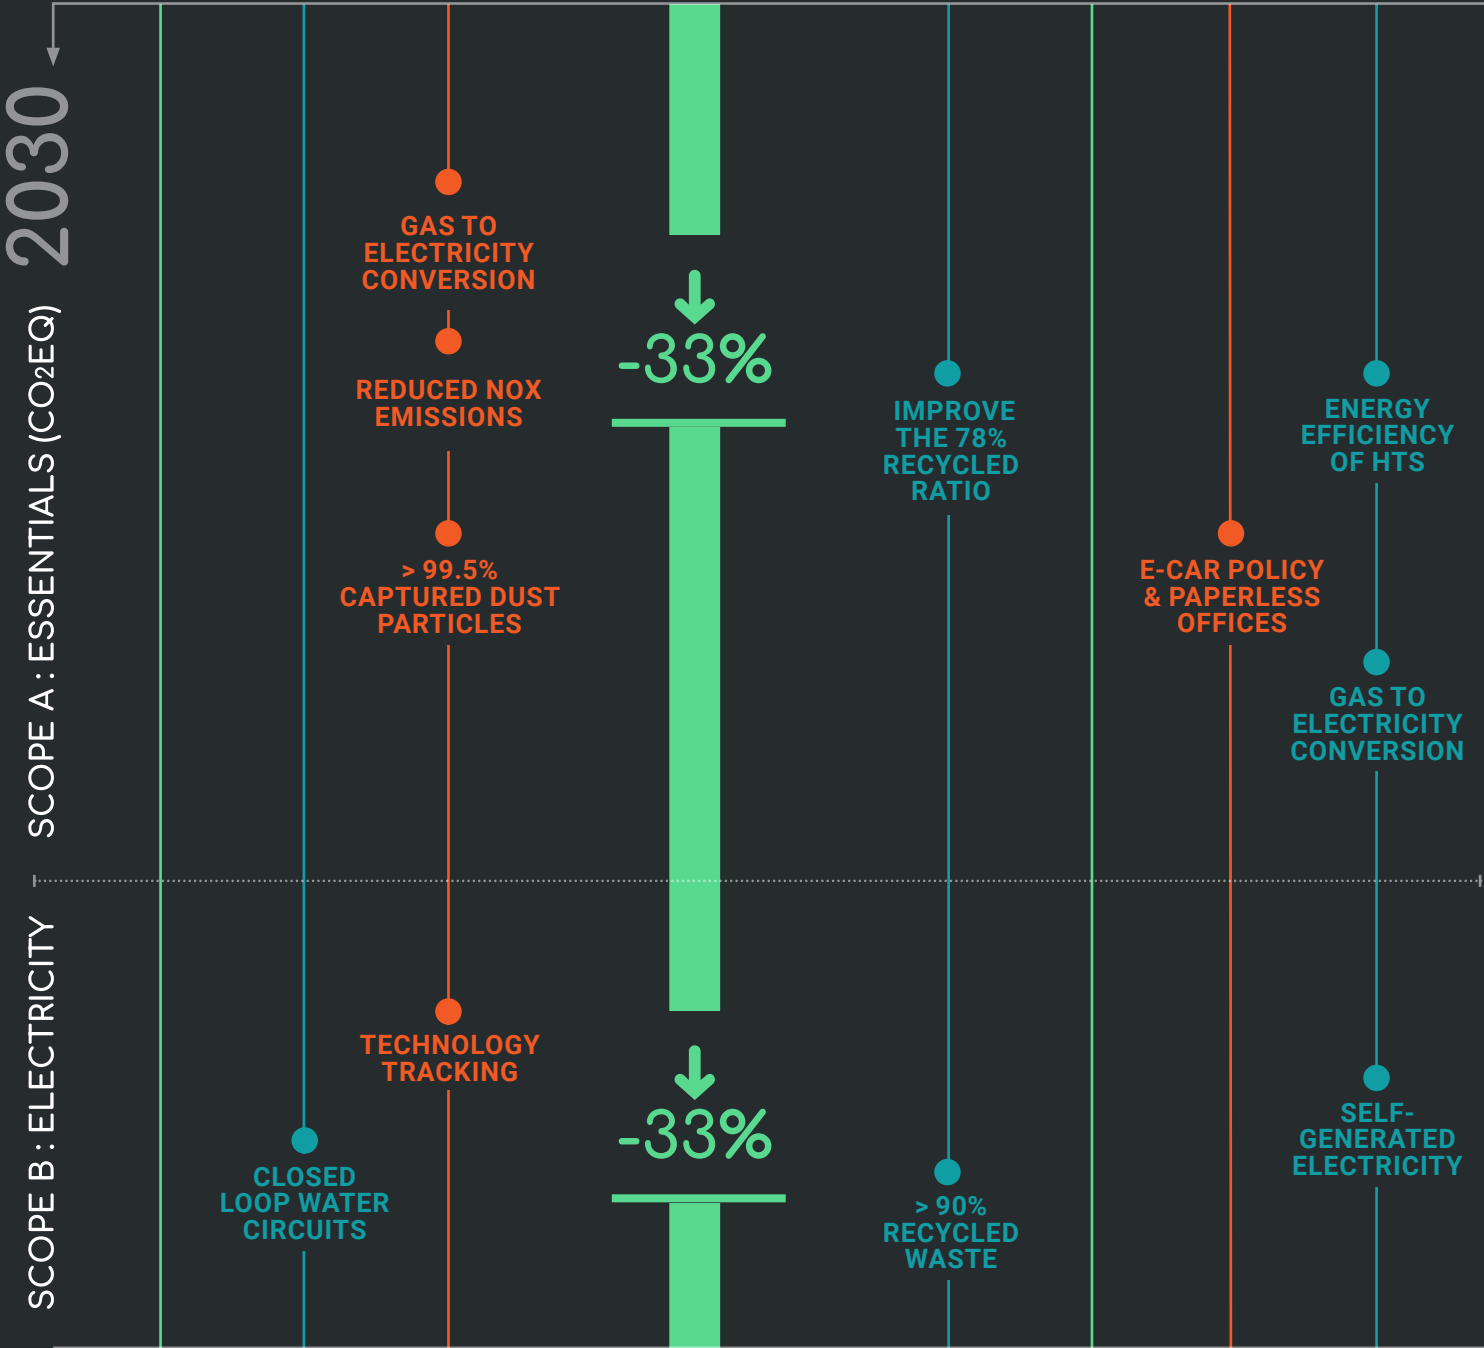 2030
SCOPE A : ESSENTIALS (CO2EQ)
GAS TO
ELECTRICITY
CONVERSION
REDUCED NOX
EMISSIONS
> 99.5%
CAPTURED DUST
PARTICLES
-33%
IMPROVE
THE 78%
RECYCLED
RATIO
E-CAR POLICY
& PAPERLESS
OFFICES
ENERGY
EFFICIENCY
OF HTS
GAS TO
ELECTRICITY
CONVERSION
SCOPE B : ELECTRICITY
CLOSED
LOOP WATER
CIRCUITS
TECHNOLOGY
TRACKING
-33%
> 90%
RECYCLED
WASTE
SELF-
GENERATED
ELECTRICITY